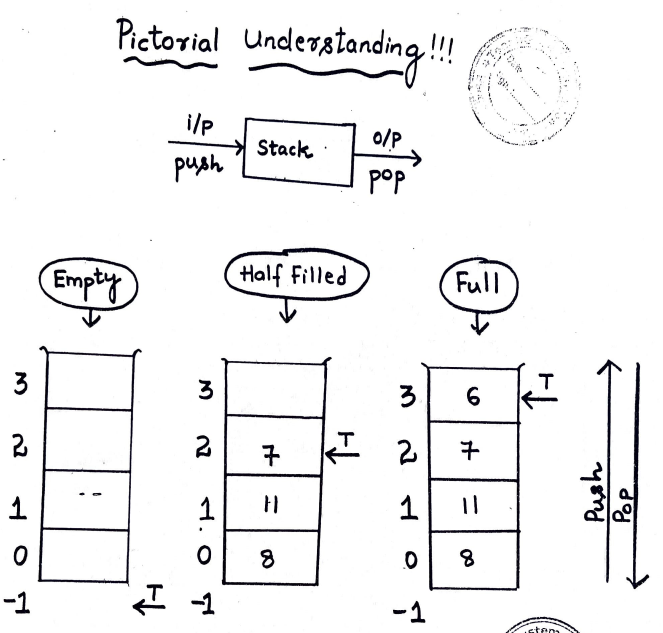 Pictorial Understanding!!!
i/p
push
Stack
o/p
pop
Empty
Half Filled
Full
3
2
--
1
0
-1
T
3
2 7 T
1 11
0 8
-1
3 6 T
2 7
1 11
0 8
-1
Push
Pop